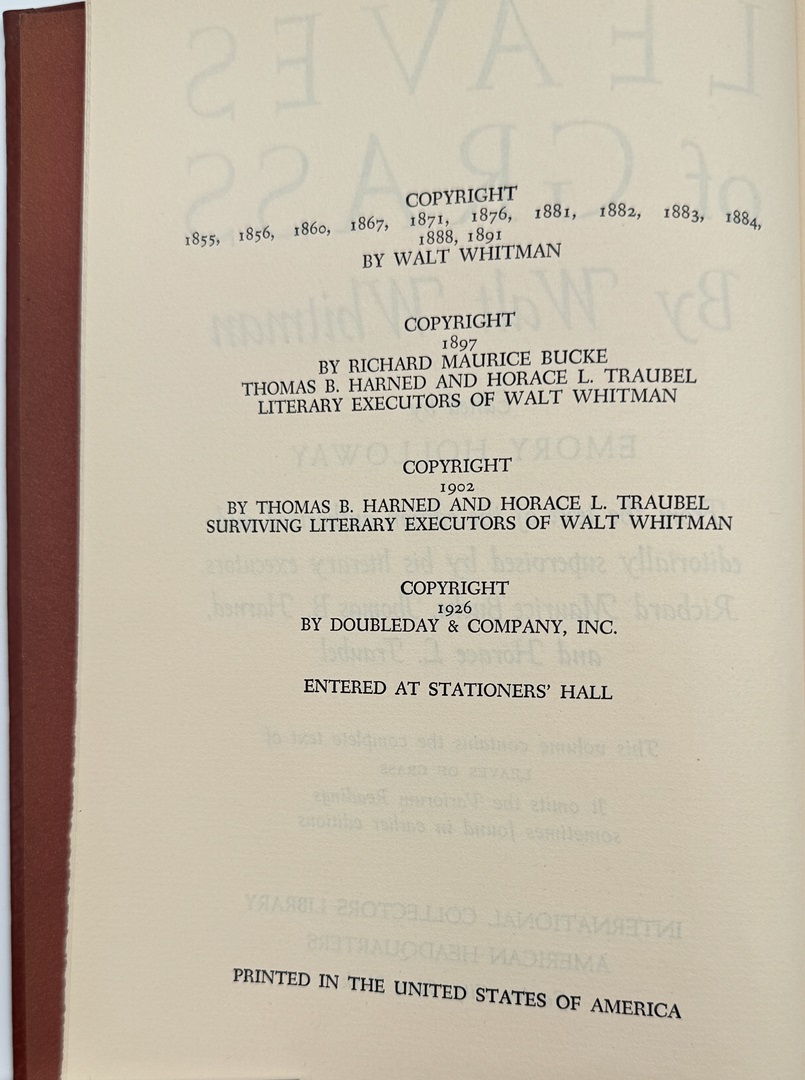 COPYRIGHT
1855, 1856, 1860, 1867, 1871, 1876, 1881, 1882, 1883, 1884,
1888, 1891
BY WALT WHITMAN
COPYRIGHT
1897
BY RICHARD MAURICE BUCKE
THOMAS B. HARNED AND HORACE L. TRAUBEL
LITERARY EXECUTORS OF WALT WHITMAN
COPYRIGHT
1902
BY THOMAS B. HARNED AND HORACE L. TRAUBEL
SURVIVING LITERARY EXECUTORS OF WALT WHITMAN
COPYRIGHT
1926
BY DOUBLEDAY & COMPANY, INC.
ENTERED AT STATIONERS' HALL
PRINTED IN THE UNITED STATES OF AMERICA